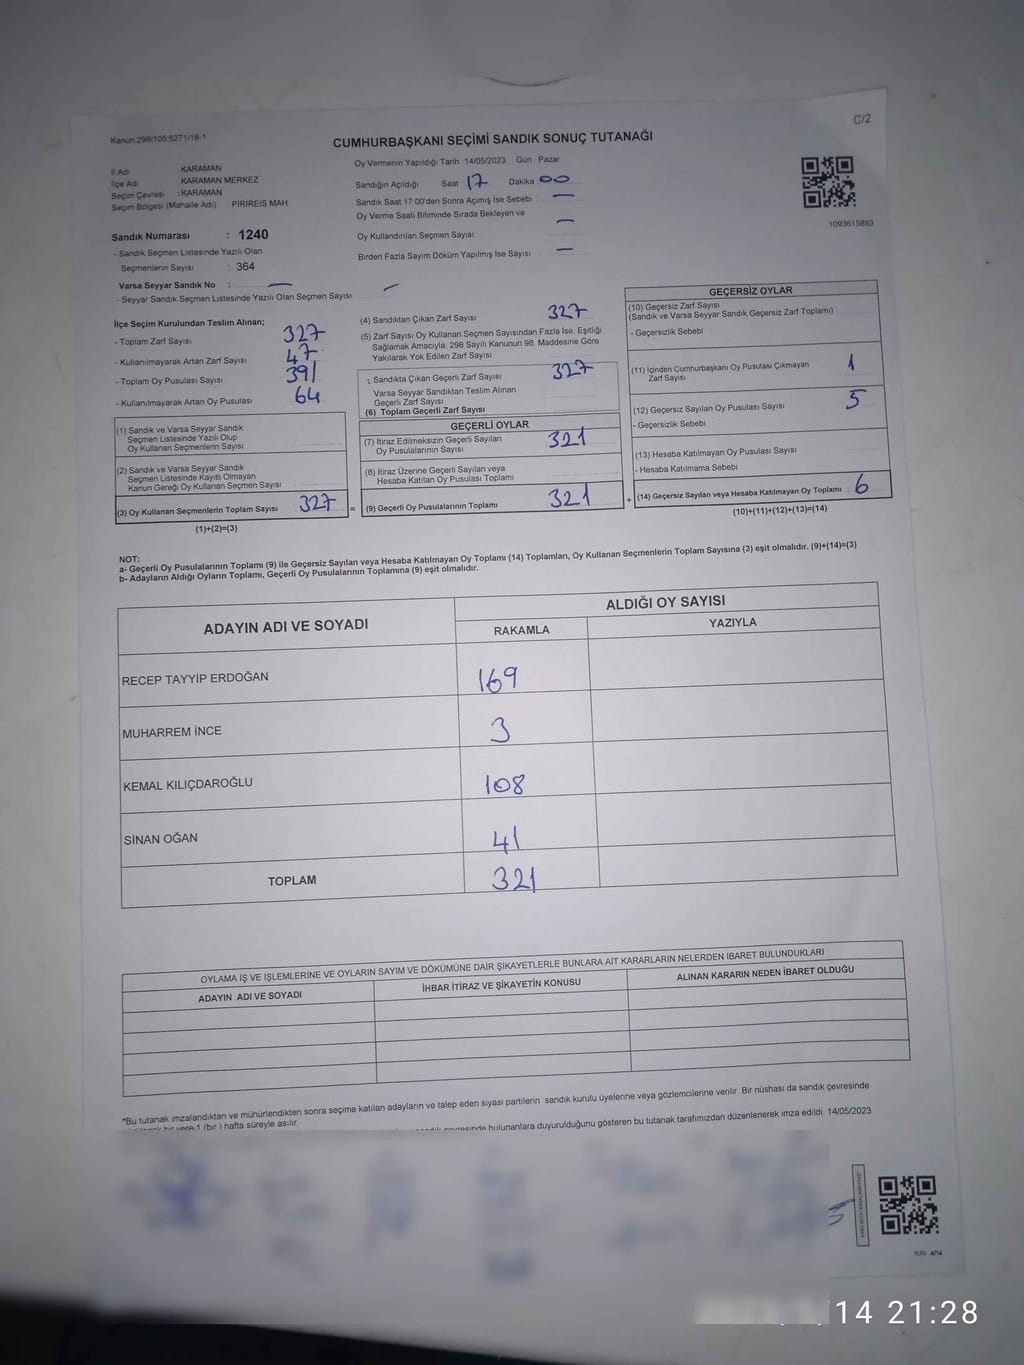 Kanun:298/105:6271/18-1
C/2
CUMHURBAŞKANI SEÇİMİ SANDIK SONUÇ TUTANAĞI
İl Adı KARAMAN
İlçe Adı KARAMAN MERKEZ
Seçim Çevresi : KARAMAN
Seçim Bölgesi (Mahalle Adı) PİRİREİS MAH.
Sandık Numarası : 1240
- Sandık Seçmen Listesinde Yazılı Olan
Seçmenlerin Sayısı : 364
Varsa Seyyar Sandık No : —
- Seyyar Sandık Seçmen Listesinde Yazılı Olan Seçmen Sayısı —
Oy Vermenin Yapıldığı Tarih 14/05/2023 Gün Pazar
Sandığın Açıldığı Saat 17 Dakika 00
Sandık Saat 17:00'den Sonra Açımış İse Sebebi —
Oy Verme Saati Bitiminde Sırada Bekleyen ve
Oy Kullandırılan Seçmen Sayısı —
Birden Fazla Sayım Döküm Yapılmış İse Sayısı —
1093615893
İlçe Seçim Kurulundan Teslim Alınan;
- Toplam Zarf Sayısı 327
- Kullanılmayarak Artan Zarf Sayısı 47
- Toplam Oy Pusulası Sayısı 391
- Kullanılmayarak Artan Oy Pusulası 64
(1) Sandık ve Varsa Seyyar Sandık
Seçmen Listesinde Yazılı Olup
Oy Kullanan Seçmenlerin Sayısı
(2) Sandık ve Varsa Seyyar Sandık
Seçmen Listesinde Kayıtlı Olmayan
Kanun Gereği Oy Kullanan Seçmen Sayısı
(3) Oy Kullanan Seçmenlerin Toplam Sayısı 327
(1)+(2)=(3)
=
(4) Sandıktan Çıkan Zarf Sayısı 327
(5) Zarf Sayısı Oy Kullanan Seçmen Sayısından Fazla İse, Eşitliği
Sağlamak Amacıyla, 298 Sayılı Kanunun 98. Maddesine Göre
Yakılarak Yok Edilen Zarf Sayısı
Sandıkta Çıkan Geçerli Zarf Sayısı 327
Varsa Seyyar Sandıktan Teslim Alınan
Geçerli Zarf Sayısı
(6) Toplam Geçerli Zarf Sayısı
GEÇERLİ OYLAR
(7) İtiraz Edilmeksizin Geçerli Sayılan
Oy Pusulalarının Sayısı 321
(8) İtiraz Üzerine Geçerli Sayılan veya
Hesaba Katılan Oy Pusulası Toplamı
(9) Geçerli Oy Pusulalarının Toplamı 321
+
GEÇERSİZ OYLAR
(10) Geçersiz Zarf Sayısı
(Sandık ve Varsa Seyyar Sandık Geçersiz Zarf Toplamı)
- Geçersizlik Sebebi
(11) İçinden Cumhurbaşkanı Oy Pusulası Çıkmayan
Zarf Sayısı 1
(12) Geçersiz Sayılan Oy Pusulası Sayısı 5
- Geçersizlik Sebebi
(13) Hesaba Katılmayan Oy Pusulası Sayısı
- Hesaba Katılmama Sebebi
(14) Geçersiz Sayılan veya Hesaba Katılmayan Oy Toplamı : 6
(10)+(11)+(12)+(13)=(14)
NOT:
a- Geçerli Oy Pusulalarının Toplamı (9) ile Geçersiz Sayılan veya Hesaba Katılmayan Oy Toplamı (14) Toplamları, Oy Kullanan Seçmenlerin Toplam Sayısına (3) eşit olmalıdır. (9)+(14)=(3)
b- Adayların Aldığı Oyların Toplamı, Geçerli Oy Pusulalarının Toplamına (9) eşit olmalıdır.
ADAYIN ADI VE SOYADI ALDIĞI OY SAYISI
RAKAMLA YAZIYLA
RECEP TAYYİP ERDOĞAN 169
MUHARREM İNCE 3
KEMAL KILIÇDAROĞLU 108
SİNAN OĞAN 41
TOPLAM 321
OYLAMA İŞ VE İŞLEMLERİNE VE OYLARIN SAYIM VE DÖKÜMÜNE DAİR ŞİKAYETLERLE BUNLARA AİT KARARLARIN NELERDEN İBARET BULUNDUKLARI
ADAYIN ADI VE SOYADI İHBAR İTİRAZ VE ŞİKAYETİN KONUSU ALINAN KARARIN NEDEN İBARET OLDUĞU
*Bu tutanak imzalandıktan ve mühürlendikten sonra seçime katılan adayların ve talep eden siyasi partilerin sandık kurulu üyelerine veya gözlemcilerine verilir. Bir nüshası da sandık çevresinde
bir yere 1 (bir) hafta süreyle asılır.
bulunanlara duyurulduğunu gösteren bu tutanak tarafımızdan düzenlenerek imza edildi. 14/05/2023
14 21:28